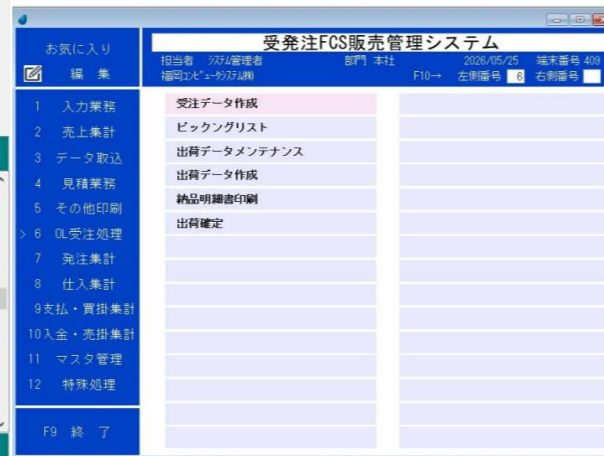 受発注FCS販売管理システム
担当者 ｼｽﾃﾑ管理者 部門 本社 2026/05/25 端末番号 409
福岡ｺﾝﾋﾟｭｰﾀｼｽﾃﾑ㈱ F10→ 左側番号 6 右側番号
お気に入り
編 集
1 入力業務
2 売上集計
3 データ取込
4 見積業務
5 その他印刷
> 6 OL受注処理
7 発注集計
8 仕入集計
9支払・買掛集計
10入金・売掛集計
11 マスタ管理
12 特殊処理
F9 終 了
受注データ作成
ピックングリスト
出荷データメンテナンス
出荷データ作成
納品明細書印刷
出荷確定